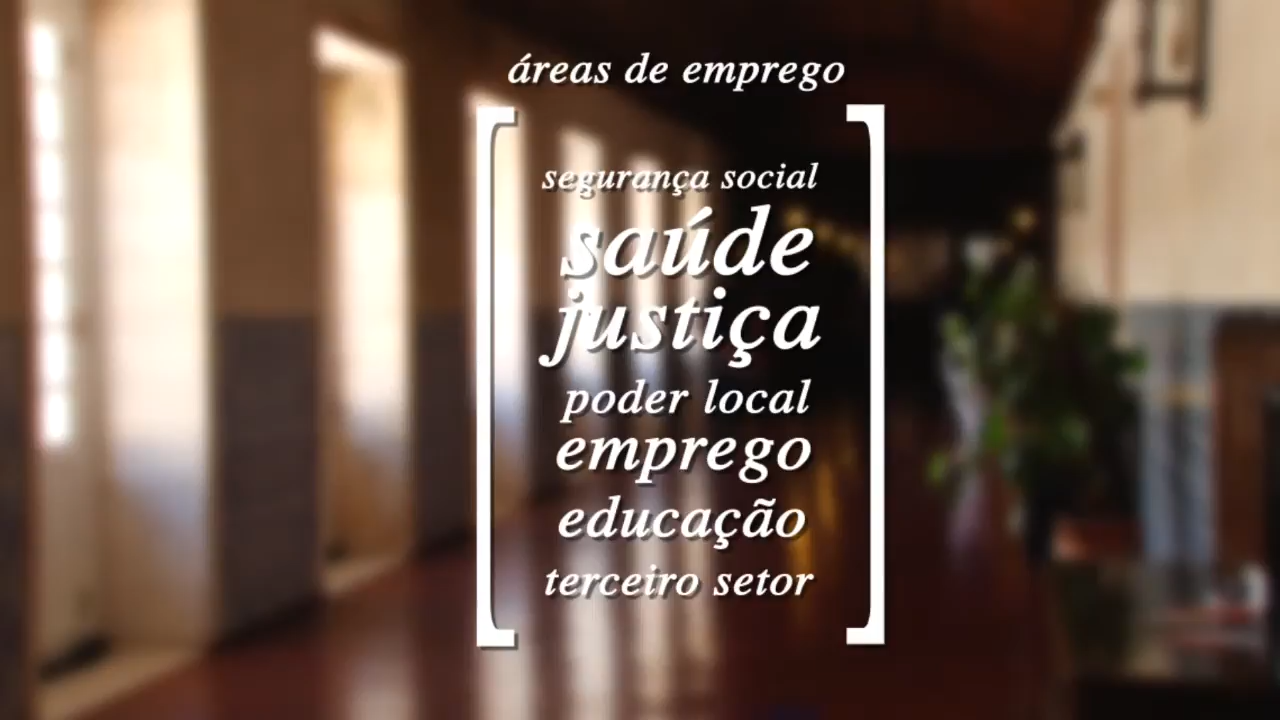 áreas de emprego
segurança social
saúde
justiça
poder local
emprego
educação
terceiro setor